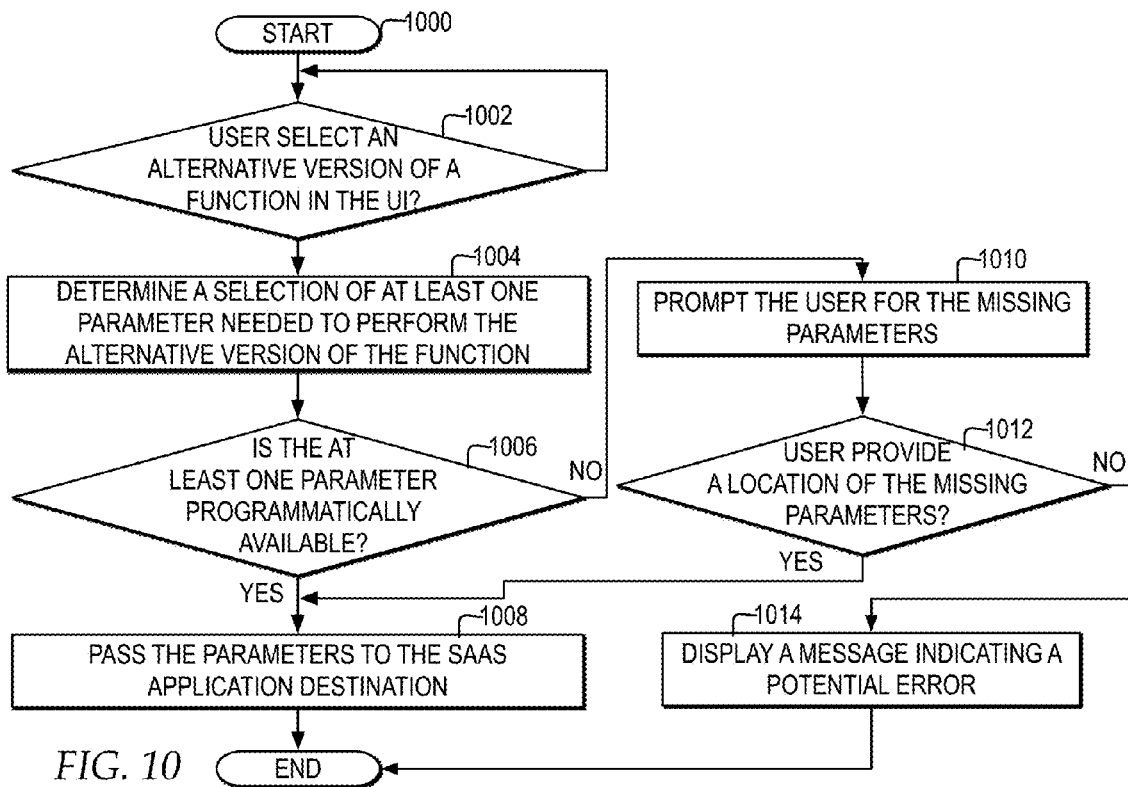 START
1000
1002
USER SELECT AN
ALTERNATIVE VERSION OF A
FUNCTION IN THE UI?
1004
DETERMINE A SELECTION OF AT LEAST ONE
PARAMETER NEEDED TO PERFORM THE
ALTERNATIVE VERSION OF THE FUNCTION
1006
IS THE AT
LEAST ONE PARAMETER
PROGRAMMATICALLY
AVAILABLE?
NO
YES
1008
PASS THE PARAMETERS TO THE SAAS
APPLICATION DESTINATION
1010
PROMPT THE USER FOR THE MISSING
PARAMETERS
1012
USER PROVIDE
A LOCATION OF THE MISSING
PARAMETERS?
NO
YES
1014
DISPLAY A MESSAGE INDICATING A
POTENTIAL ERROR
END
FIG. 10